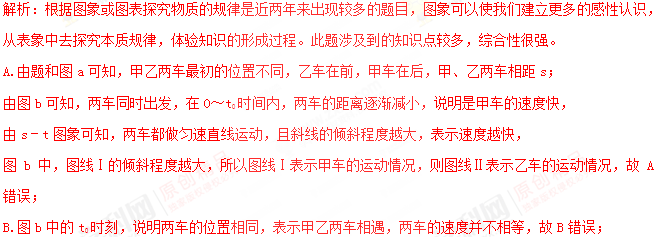 解析：根据图象或图表探究物质的规律是近两年来出现较多的题目，图象可以使我们建立更多的感性认识，
从表象中去探究本质规律，体验知识的形成过程。此题涉及到的知识点较多，综合性很强。
A.由题和图 a 可知，甲乙两车最初的位置不同，乙车在前，甲车在后，甲、乙两车相距 s；
由图 b 可知，两车同时出发，在 0～t₀时间内，两车的距离逐渐减小，说明是甲车的速度快，
由 s－t 图象可知，两车都做匀速直线运动，且斜线的倾斜程度越大，表示速度越快，
图 b 中，图线Ⅰ的倾斜程度越大，所以图线Ⅰ表示甲车的运动情况，则图线Ⅱ表示乙车的运动情况，故 A
错误；
B.图 b 中的 t₀时刻，说明两车的位置相同，表示甲乙两车相遇，两车的速度并不相等，故 B 错误；